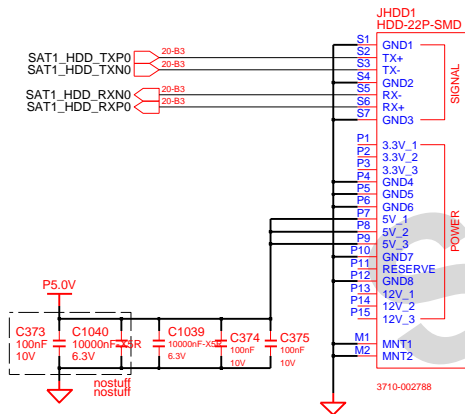 JHDD1
HDD-22P-SMD
S1 GND1
SAT1_HDD_TXP0 20-B3 S2 TX+
SAT1_HDD_TXN0 20-B3 S3 TX-
S4 GND2
SAT1_HDD_RXN0 20-B3 S5 RX-
SAT1_HDD_RXP0 20-B3 S6 RX+
S7 GND3
SIGNAL
P1 3.3V_1
P2 3.3V_2
P3 3.3V_3
P4 GND4
P5 GND5
P6 GND6
P7 5V_1
P8 5V_2
P9 5V_3
P10 GND7
P11 RESERVE
P12 GND8
P13 12V_1
P14 12V_2
P15 12V_3
POWER
M1 MNT1
M2 MNT2
3710-002788
P5.0V
C373 C1040 C1039 C374 C375
100nF 10000nF-X5R 10000nF-X5R 100nF 100nF
10V 6.3V 6.3V 10V 10V
nostuff
nostuff